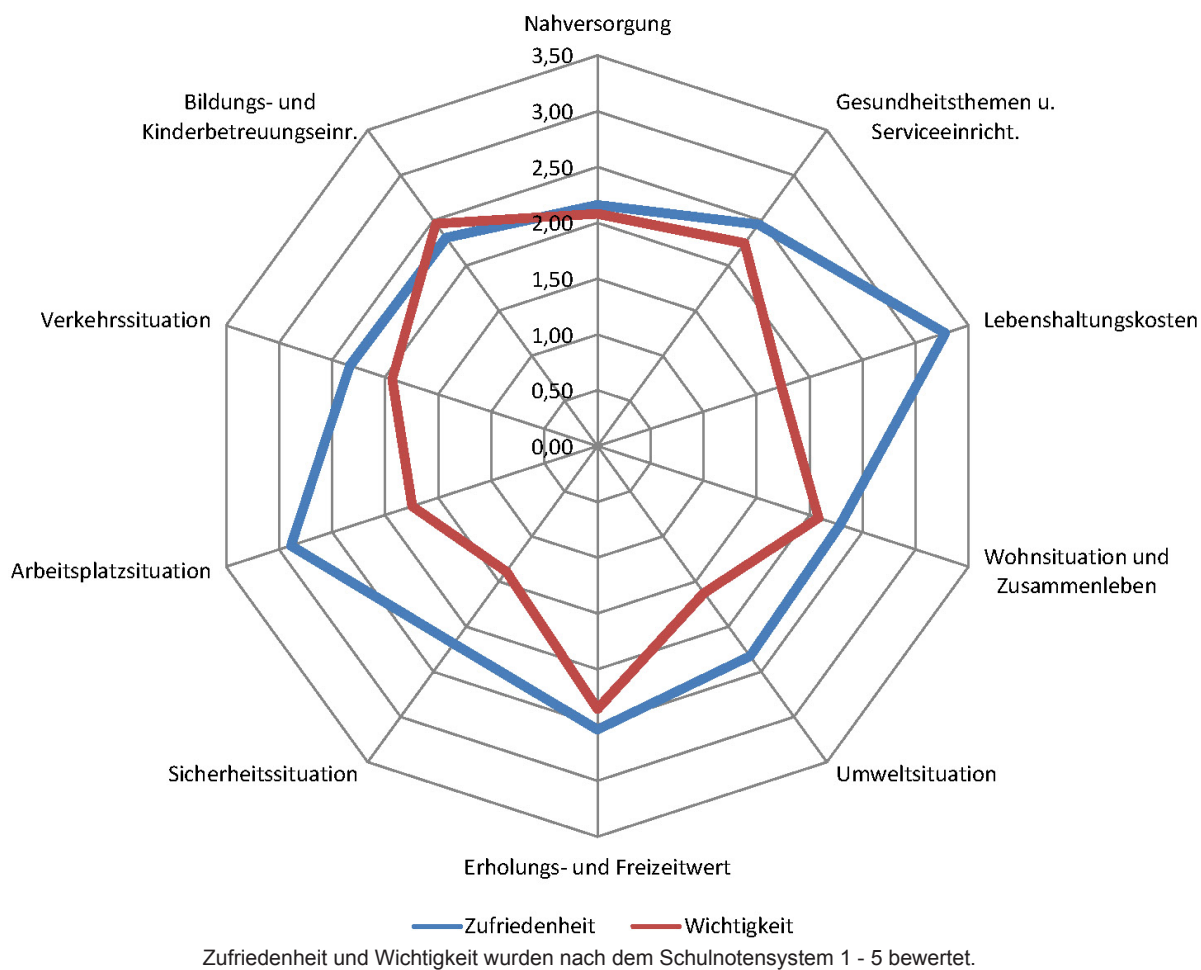 Nahversorgung
3,50
3,00
2,50
2,00
1,50
1,00
0,50
0,00
Gesundheitsthemen u.
Serviceeinricht.
Lebenshaltungskosten
Wohnsituation und
Zusammenleben
Umweltsituation
Erholungs- und Freizeitwert
Sicherheitssituation
Arbeitsplatzsituation
Verkehrssituation
Bildungs- und
Kinderbetreuungseinr.
Zufriedenheit
Wichtigkeit
Zufriedenheit und Wichtigkeit wurden nach dem Schulnotensystem 1 - 5 bewertet.